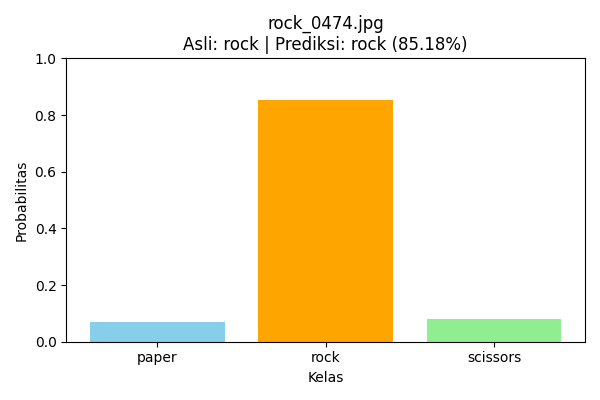 rock_0474.jpg
Asli: rock | Prediksi: rock (85.18%)
1.0
0.8
0.6
0.4
0.2
0.0
Probabilitas
paper
rock
scissors
Kelas